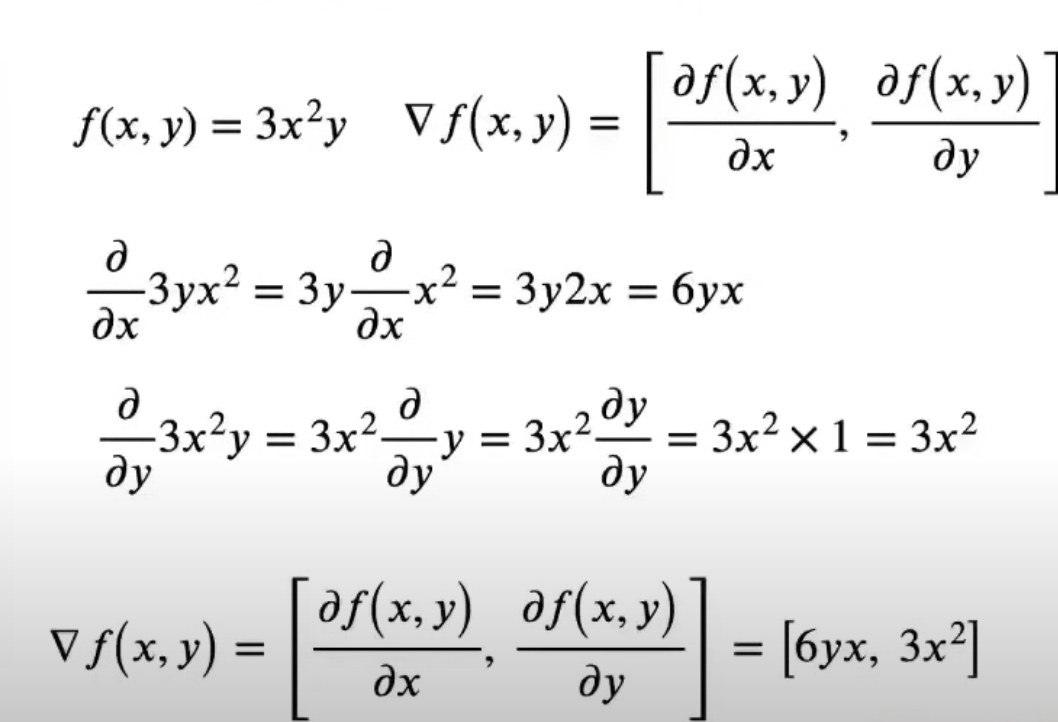 f(x, y) = 3x²y   ∇f(x, y) = [∂f(x, y)/∂x, ∂f(x, y)/∂y]
∂/∂x 3yx² = 3y ∂/∂x x² = 3y2x = 6yx
∂/∂y 3x²y = 3x² ∂/∂y y = 3x² ∂y/∂y = 3x² × 1 = 3x²
∇f(x, y) = [∂f(x, y)/∂x, ∂f(x, y)/∂y] = [6yx, 3x²]